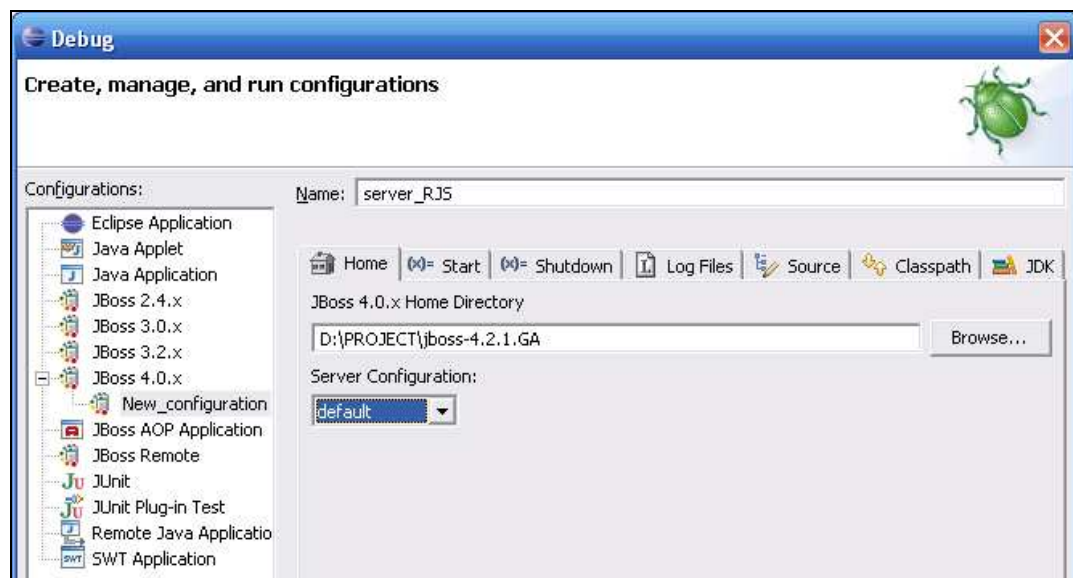 Debug
Create, manage, and run configurations
Configurations:
Eclipse Application
Java Applet
Java Application
JBoss 2.4.x
JBoss 3.0.x
JBoss 3.2.x
JBoss 4.0.x
New_configuration
JBoss AOP Application
JBoss Remote
JUnit
JUnit Plug-in Test
Remote Java Applicatio
SWT Application
Name: server_RJS
Home (x)= Start (x)= Shutdown Log Files Source Classpath JDK
JBoss 4.0.x Home Directory
D:\PROJECT\jboss-4.2.1.GA Browse...
Server Configuration:
default